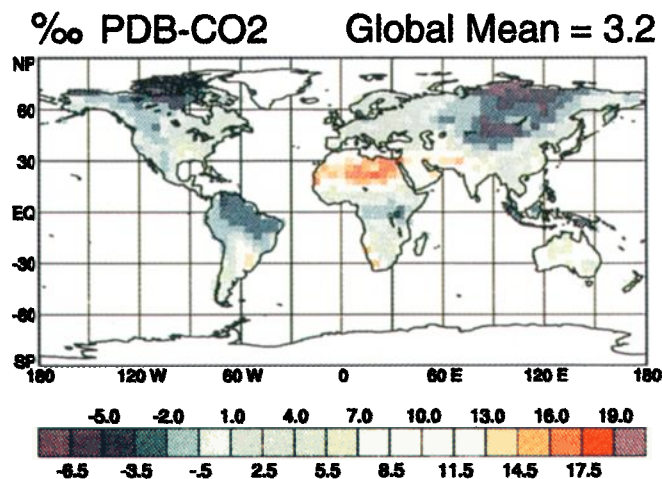 ‰ PDB-CO2 Global Mean = 3.2
NP
60
30
EQ
-30
-60
SP
180 120 W 60 W 0 60 E 120 E 180
-5.0 -2.0 1.0 4.0 7.0 10.0 13.0 16.0 19.0
-6.5 -3.5 -.5 2.5 5.5 8.5 11.5 14.5 17.5